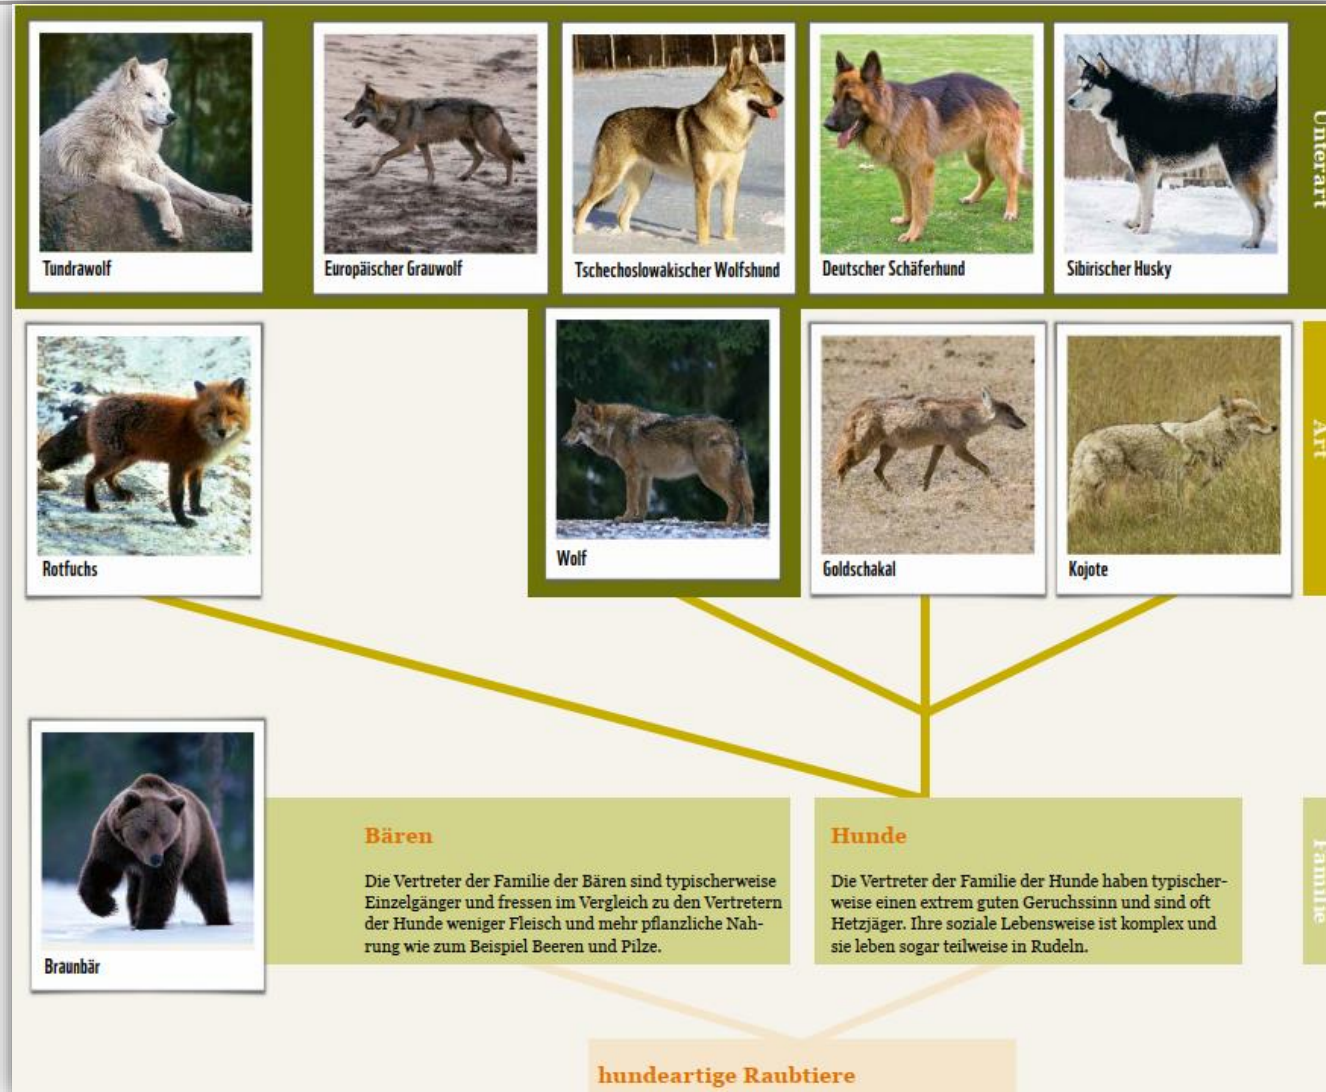 Tundrawolf
Europäischer Grauwolf
Tschechoslowakischer Wolfshund
Deutscher Schäferhund
Sibirischer Husky
Unterart
Rotfuchs
Wolf
Goldschakal
Kojote
Art
Braunbär
Bären
Die Vertreter der Familie der Bären sind typischerweise
Einzelgänger und fressen im Vergleich zu den Vertretern
der Hunde weniger Fleisch und mehr pflanzliche Nah-
rung wie zum Beispiel Beeren und Pilze.
Hunde
Die Vertreter der Familie der Hunde haben typischer-
weise einen extrem guten Geruchssinn und sind oft
Hetzjäger. Ihre soziale Lebensweise ist komplex und
sie leben sogar teilweise in Rudeln.
Familie
hundeartige Raubtiere